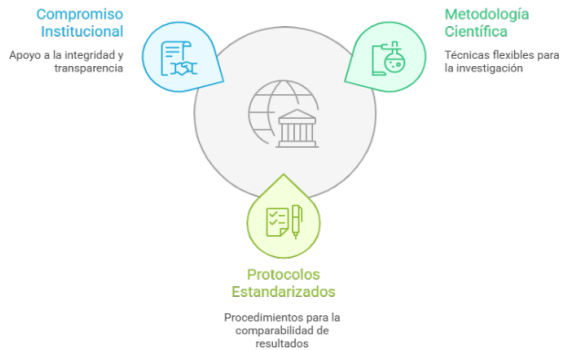 Compromiso
Institucional
Apoyo a la integridad y
transparencia
Metodología
Científica
Técnicas flexibles para
la investigación
Protocolos
Estandarizados
Procedimientos para la
comparabilidad de
resultados